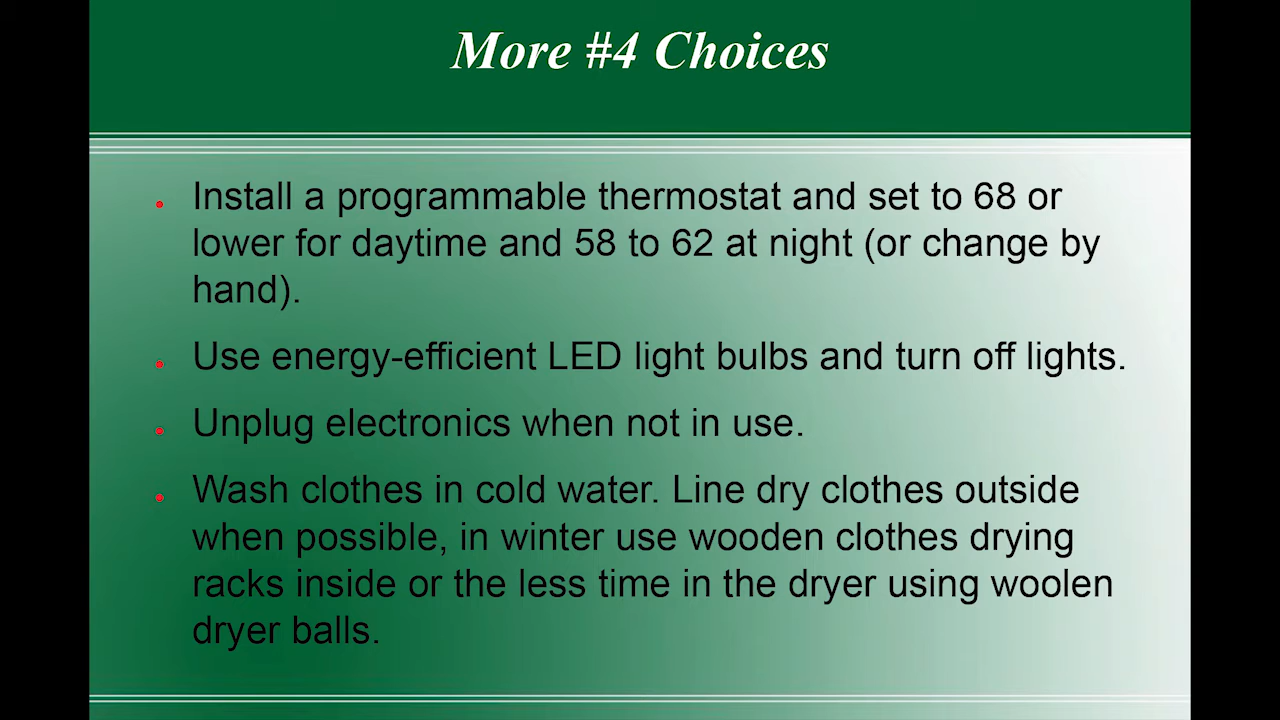 More #4 Choices
Install a programmable thermostat and set to 68 or
lower for daytime and 58 to 62 at night (or change by
hand).
Use energy-efficient LED light bulbs and turn off lights.
Unplug electronics when not in use.
Wash clothes in cold water. Line dry clothes outside
when possible, in winter use wooden clothes drying
racks inside or the less time in the dryer using woolen
dryer balls.